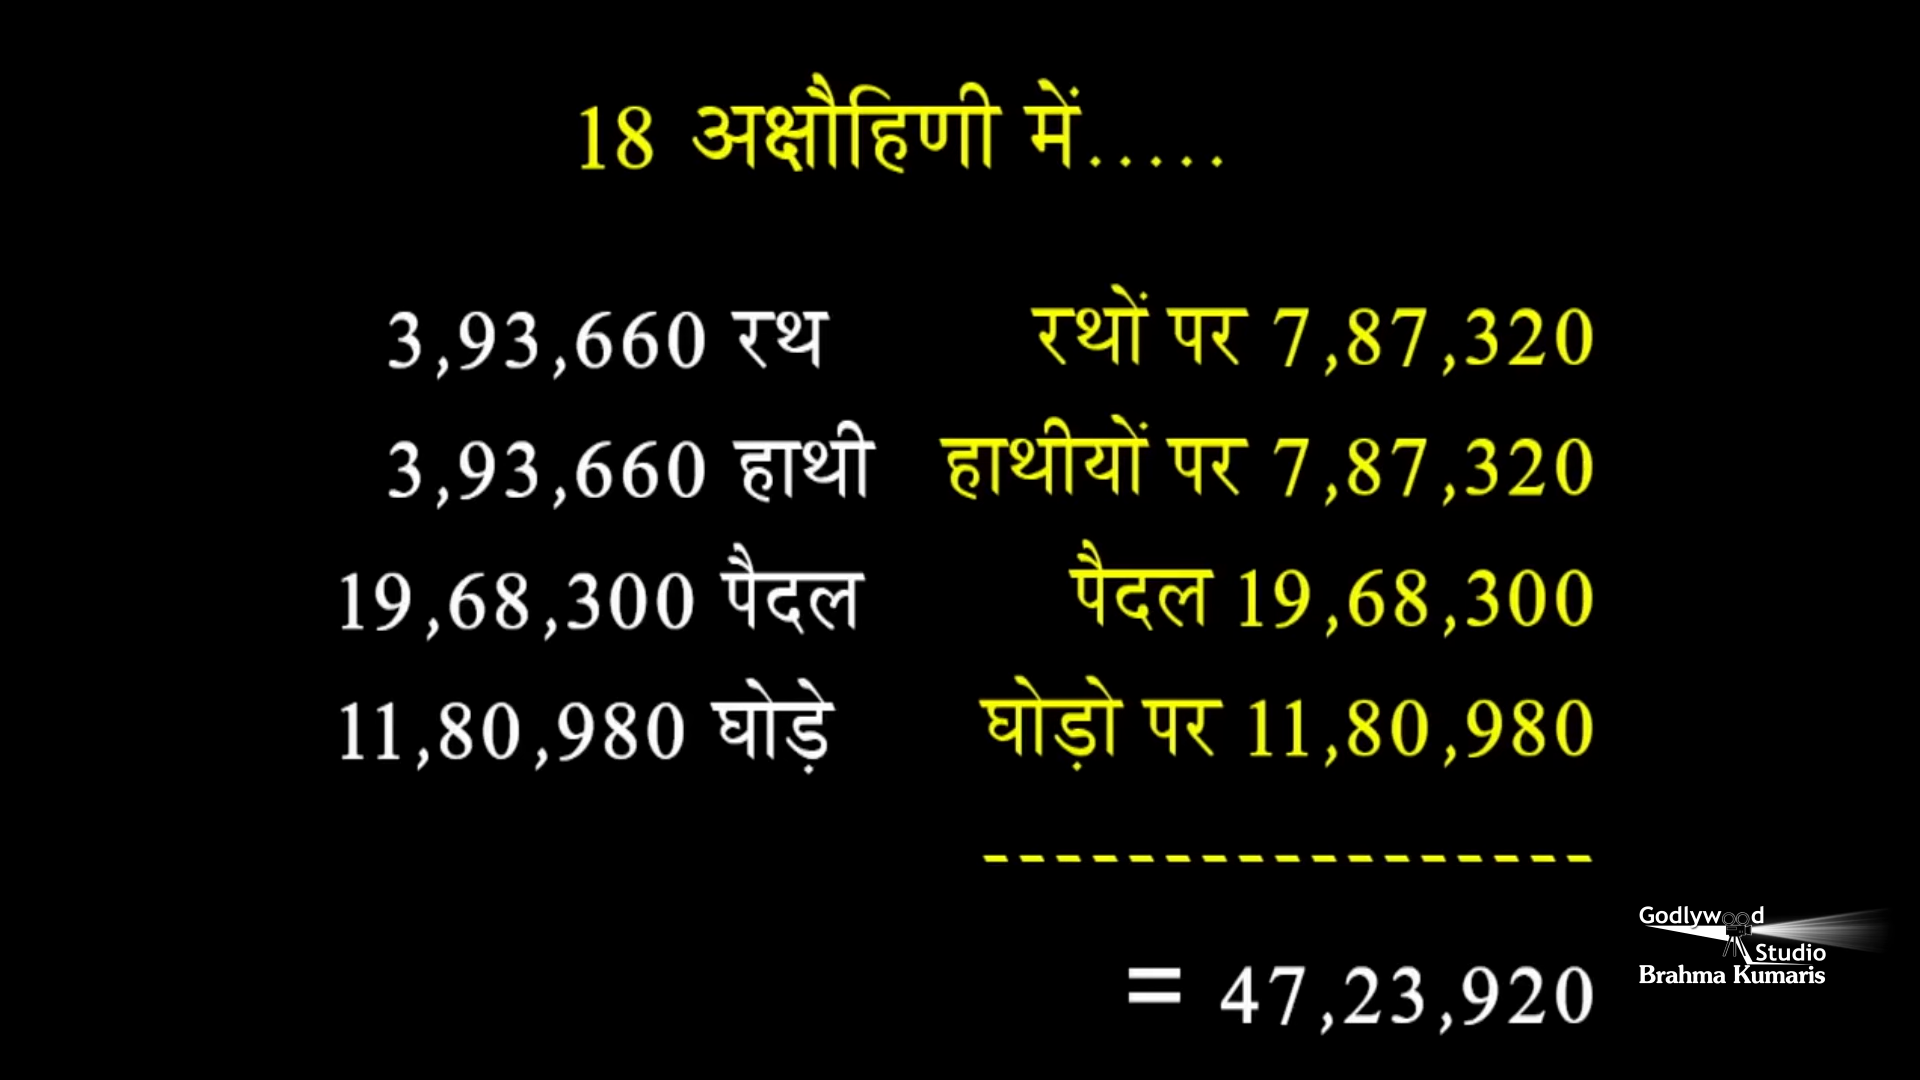 18 अक्षौहिणी में.....
3,93,660 रथ
रथों पर 7,87,320
3,93,660 हाथी
हाथीयों पर 7,87,320
19,68,300 पैदल
पैदल 19,68,300
11,80,980 घोड़े
घोड़ो पर 11,80,980
------------------
= 47,23,920
Godlywood
Studio
Brahma Kumaris